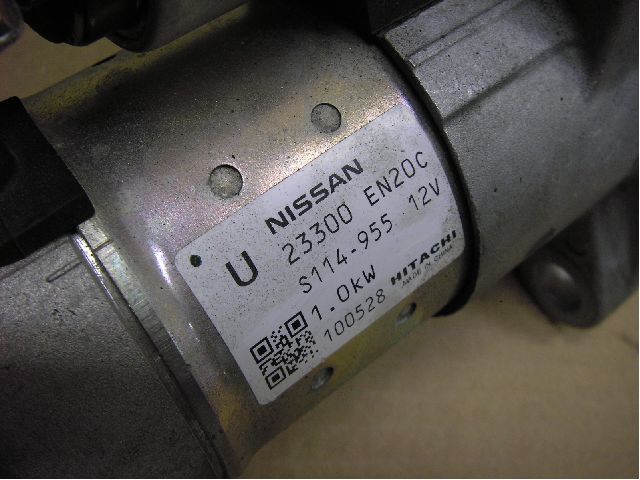 NISSAN
U 23300 EN20C
S114-955 12V
1.0KW HITACHI
100528 MADE IN CHINA